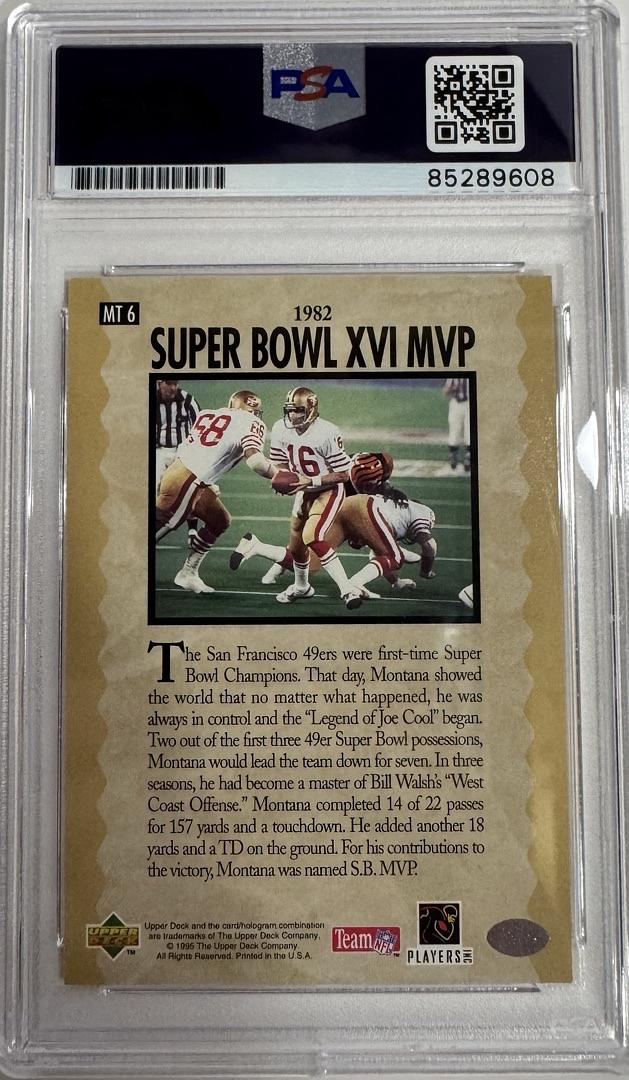 PSA
85289608
MT 6
1982
SUPER BOWL XVI MVP
68
68
16
16
The San Francisco 49ers were first-time Super
Bowl Champions. That day, Montana showed
the world that no matter what happened, he was
always in control and the “Legend of Joe Cool” began.
Two out of the first three 49er Super Bowl possessions,
Montana would lead the team down for seven. In three
seasons, he had become a master of Bill Walsh's “West
Coast Offense.” Montana completed 14 of 22 passes
for 157 yards and a touchdown. He added another 18
yards and a TD on the ground. For his contributions to
the victory, Montana was named S.B. MVP.
UPPER
DECK
TM
Upper Deck and the card/hologram combination
are trademarks of The Upper Deck Company.
© 1995 The Upper Deck Company.
All Rights Reserved. Printed in the U.S.A.
Team NFL
PLAYERS INC